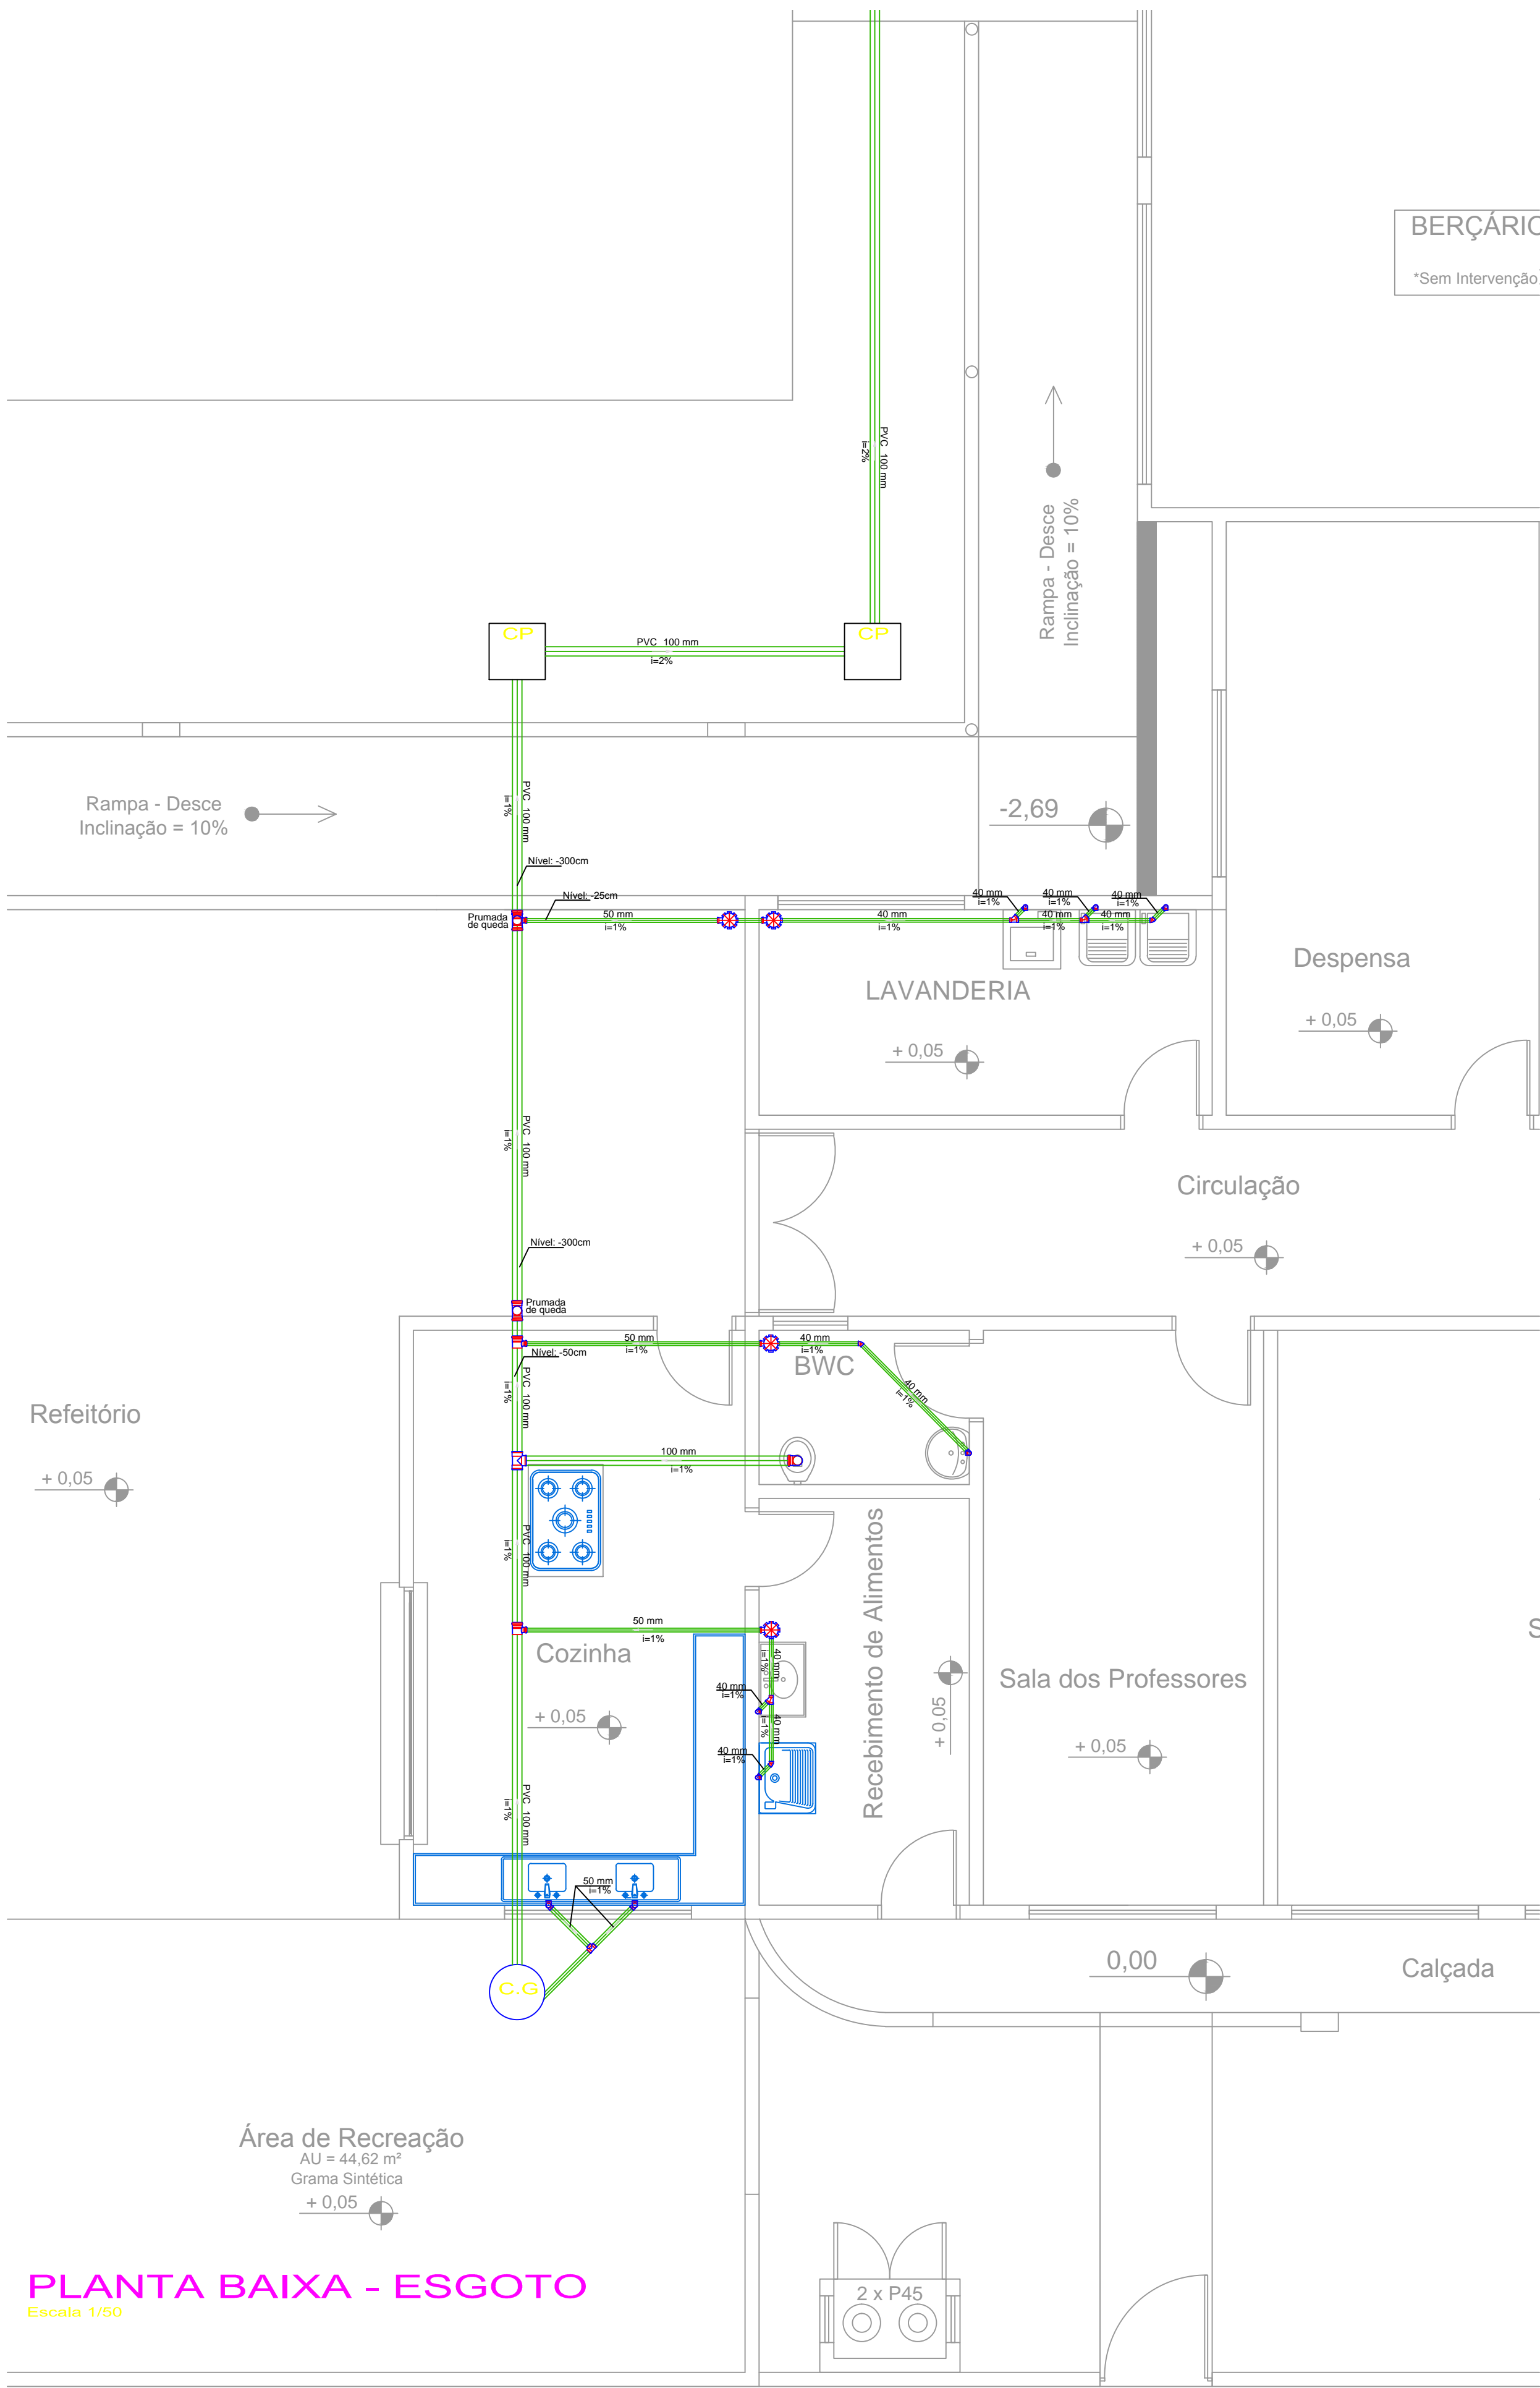 BERÇÁRIO
*Sem Intervenção
PVC 100 mm
i=2%
Rampa - Desce
Inclinação = 10%
CP
PVC 100 mm
i=2%
CP
Rampa - Desce
Inclinação = 10%
PVC 100 mm
i=1%
-2,69
Nível: -300cm
Nível: -25cm
40 mm
i=1%
40 mm
i=1%
40 mm
i=1%
Prumada
de queda
50 mm
i=1%
40 mm
i=1%
40 mm
i=1%
40 mm
i=1%
LAVANDERIA
+ 0,05
Despensa
+ 0,05
PVC 100 mm
i=1%
Circulação
+ 0,05
Nível: -300cm
Prumada
de queda
50 mm
i=1%
40 mm
i=1%
Nível: -50cm
BWC
PVC 100 mm
i=1%
40 mm
i=1%
Refeitório
+ 0,05
100 mm
i=1%
PVC 100 mm
i=1%
Recebimento de Alimentos
+ 0,05
50 mm
i=1%
Cozinha
+ 0,05
40 mm
i=1%
40 mm
i=1%
40 mm
i=1%
40 mm
i=1%
Sala dos Professores
+ 0,05
S
PVC 100 mm
i=1%
50 mm
i=1%
C.G
0,00
Calçada
Área de Recreação
AU = 44,62 m²
Grama Sintética
+ 0,05
PLANTA BAIXA - ESGOTO
Escala 1/50
2 x P45